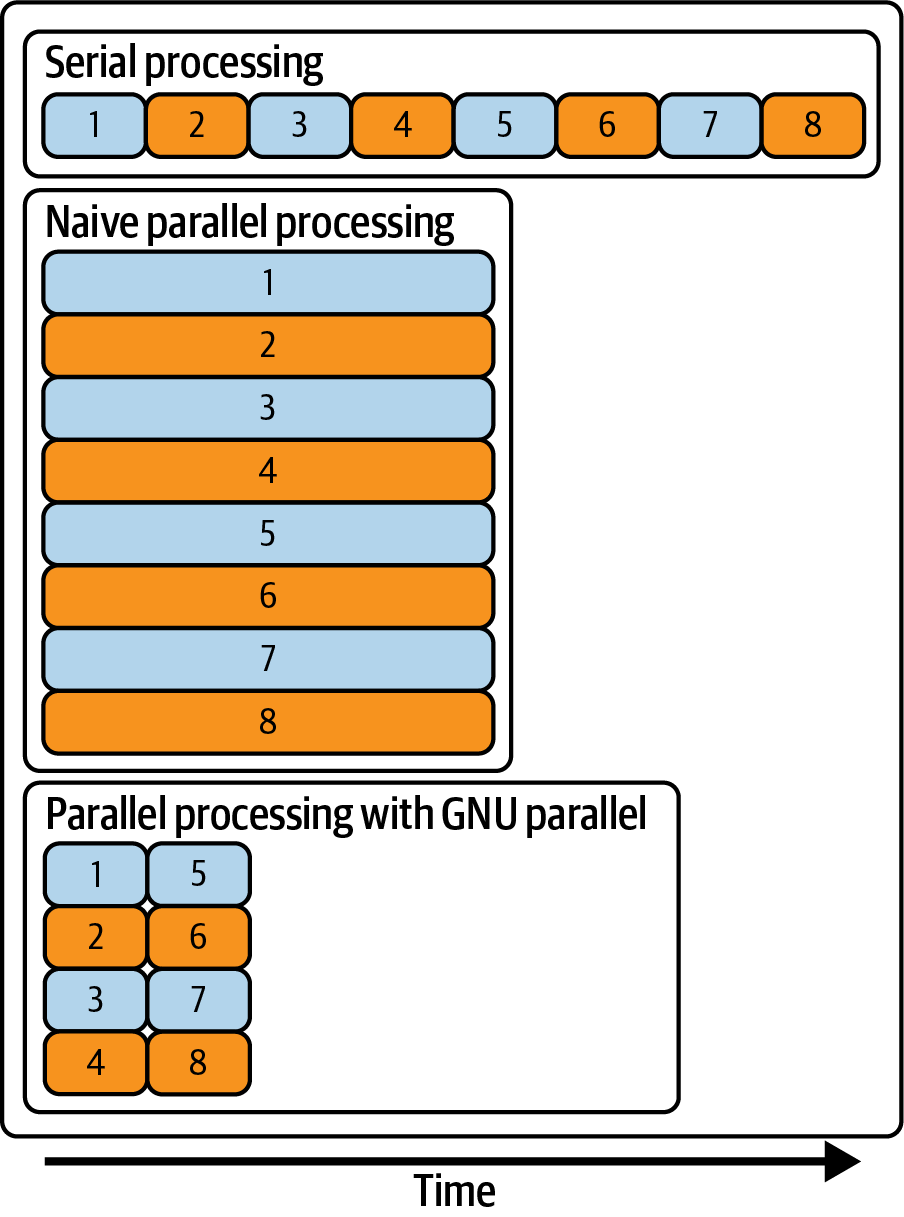 Serial processing
1 2 3 4 5 6 7 8
Naive parallel processing
1
2
3
4
5
6
7
8
Parallel processing with GNU parallel
1 5
2 6
3 7
4 8
Time